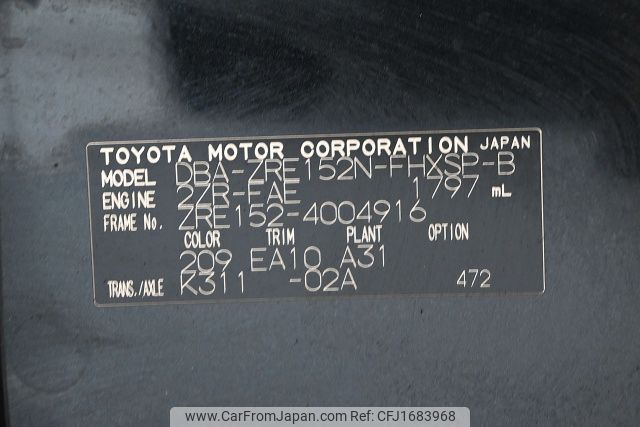 TOYOTA MOTOR CORPORATION JAPAN
MODEL DBA-ZRE152N-FHXSP-B
ENGINE 2ZR-FAE 1797 mL
FRAME No. ZRE152-4004916
COLOR TRIM PLANT OPTION
209 EA10 A31
TRANS./AXLE K311 -02A 472
www.CarFromJapan.com CFJ1683968